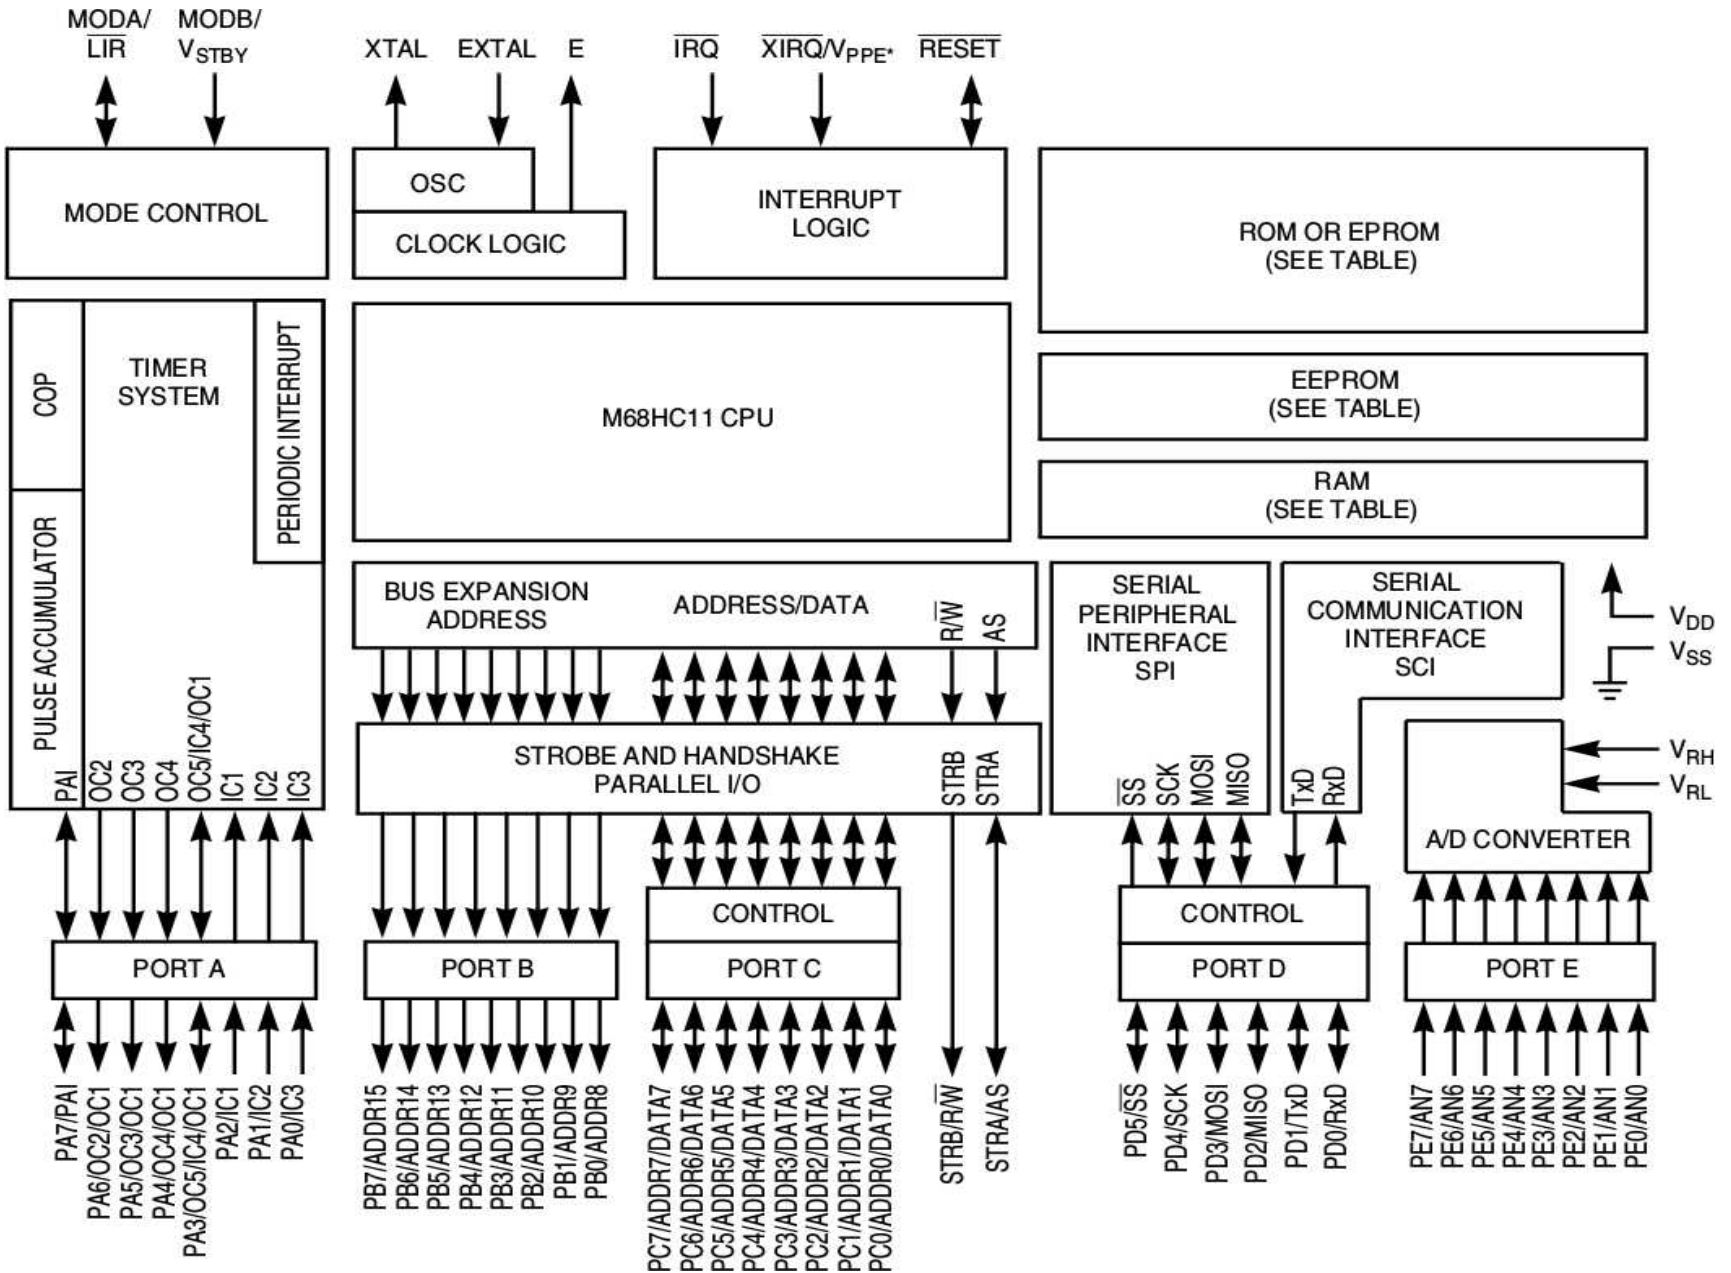 MODA/
L̅I̅R̅
MODB/
VSTBY
XTAL
EXTAL
E
I̅R̅Q̅
X̅I̅R̅Q̅/VPPE*
R̅E̅S̅E̅T̅
MODE CONTROL
OSC
CLOCK LOGIC
INTERRUPT
LOGIC
ROM OR EPROM
(SEE TABLE)
COP
TIMER
SYSTEM
PERIODIC INTERRUPT
M68HC11 CPU
EEPROM
(SEE TABLE)
RAM
(SEE TABLE)
PULSE ACCUMULATOR
PAI
OC2
OC3
OC4
OC5/IC4/OC1
IC1
IC2
IC3
BUS EXPANSION
ADDRESS
ADDRESS/DATA
R/W̅
AS
STROBE AND HANDSHAKE
PARALLEL I/O
STRB
STRA
SERIAL
PERIPHERAL
INTERFACE
SPI
S̅S̅
SCK
MOSI
MISO
SERIAL
COMMUNICATION
INTERFACE
SCI
TxD
RxD
VDD
VSS
VRH
VRL
A/D CONVERTER
CONTROL
CONTROL
PORT A
PORT B
PORT C
PORT D
PORT E
PA7/PAI
PA6/OC2/OC1
PA5/OC3/OC1
PA4/OC4/OC1
PA3/OC5/IC4/OC1
PA2/IC1
PA1/IC2
PA0/IC3
PB7/ADDR15
PB6/ADDR14
PB5/ADDR13
PB4/ADDR12
PB3/ADDR11
PB2/ADDR10
PB1/ADDR9
PB0/ADDR8
PC7/ADDR7/DATA7
PC6/ADDR6/DATA6
PC5/ADDR5/DATA5
PC4/ADDR4/DATA4
PC3/ADDR3/DATA3
PC2/ADDR2/DATA2
PC1/ADDR1/DATA1
PC0/ADDR0/DATA0
STRB/R/W̅
STRA/AS
PD5/S̅S̅
PD4/SCK
PD3/MOSI
PD2/MISO
PD1/TxD
PD0/RxD
PE7/AN7
PE6/AN6
PE5/AN5
PE4/AN4
PE3/AN3
PE2/AN2
PE1/AN1
PE0/AN0